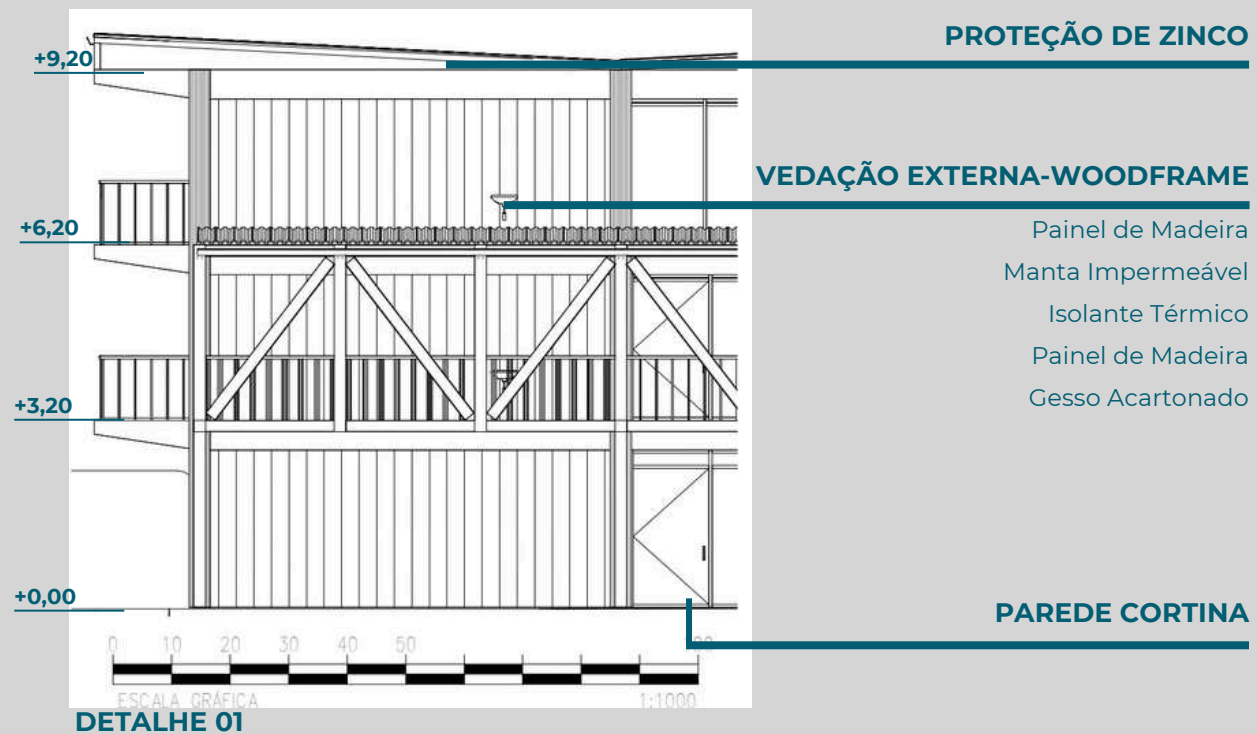 PROTEÇÃO DE ZINCO
+9,20
VEDAÇÃO EXTERNA-WOODFRAME
+6,20
Painel de Madeira
Manta Impermeável
Isolante Térmico
Painel de Madeira
Gesso Acartonado
+3,20
+0,00
PAREDE CORTINA
0 10 20 30 40 50 100
ESCALA GRÁFICA 1:1000
DETALHE 01